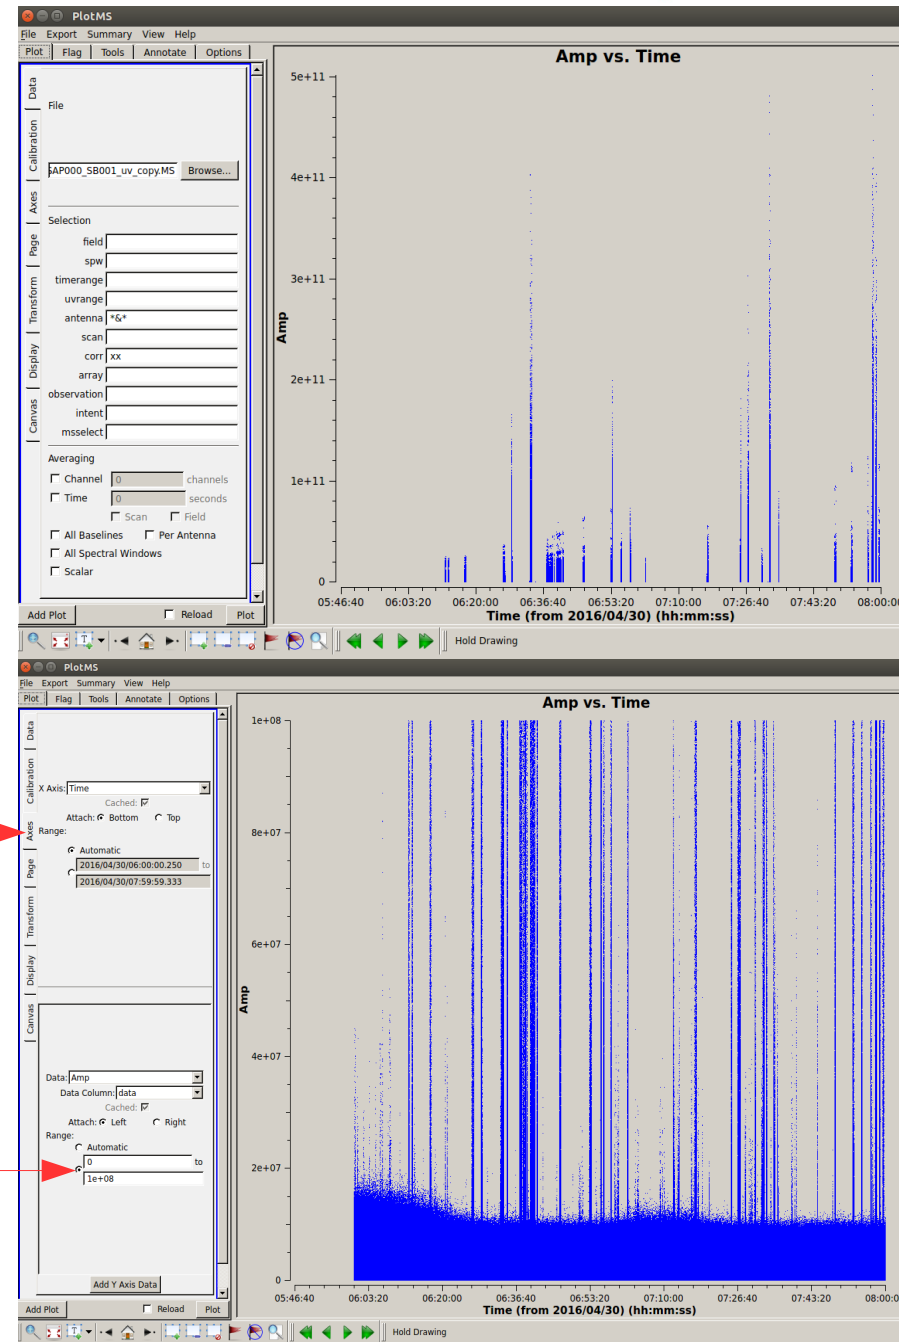 PlotMS
File Export Summary View Help
Plot Flag Tools Annotate Options
Data
Calibration
Axes
Page
Transform
Display
Canvas
File
SAP000_SB001_uv_copy.MS Browse...
Selection
field
spw
timerange
uvrange
antenna *&*
scan
corr xx
array
observation
intent
msselect
Averaging
Channel 0 channels
Time 0 seconds
Scan Field
All Baselines Per Antenna
All Spectral Windows
Scalar
Add Plot Reload Plot
Amp vs. Time
5e+11
4e+11
3e+11
2e+11
1e+11
0
Amp
05:46:40 06:03:20 06:20:00 06:36:40 06:53:20 07:10:00 07:26:40 07:43:20 08:00:00
Time (from 2016/04/30) (hh:mm:ss)
Hold Drawing
PlotMS
File Export Summary View Help
Plot Flag Tools Annotate Options
Data
Calibration
Axes
Page
Transform
Display
Canvas
X Axis: Time
Cached:
Attach: Bottom Top
Range:
Automatic
2016/04/30/06:00:00.250 to
2016/04/30/07:59:59.333
Data: Amp
Data Column: data
Cached:
Attach: Left Right
Range:
Automatic
0 to
1e+08
Add Y Axis Data
Add Plot Reload Plot
Amp vs. Time
1e+08
8e+07
6e+07
4e+07
2e+07
0
Amp
05:46:40 06:03:20 06:20:00 06:36:40 06:53:20 07:10:00 07:26:40 07:43:20 08:00:0
Time (from 2016/04/30) (hh:mm:ss)
Hold Drawing